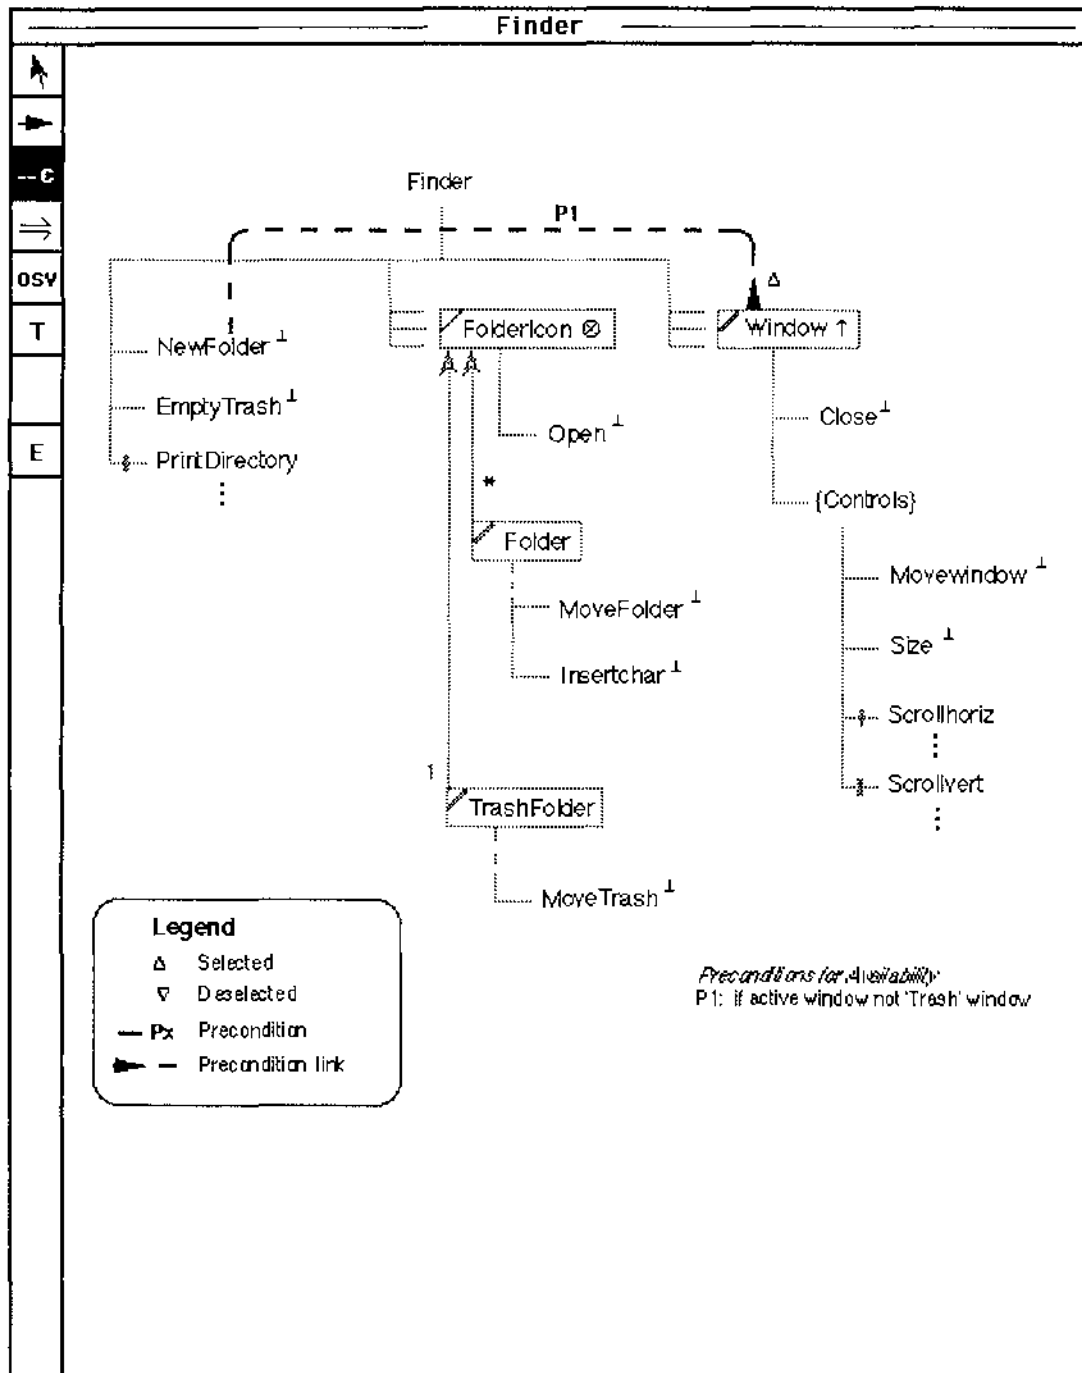 Finder
--C
OSV
T
E
Finder
P1
Δ
NewFolder ⊥
FolderIcon ⊗
Window ↑
EmptyTrash ⊥
Close ⊥
Open ⊥
PrintDirectory
⋮
*
{Controls}
Folder
Movewindow ⊥
MoveFolder ⊥
Size ⊥
Insertchar ⊥
Scrollhoriz
⋮
1
Scrollvert
⋮
TrashFolder
MoveTrash ⊥
Legend
Δ Selected
∇ Deselected
— Px Precondition
Precondition link
Preconditions for Availability:
P1: if active window not 'Trash' window